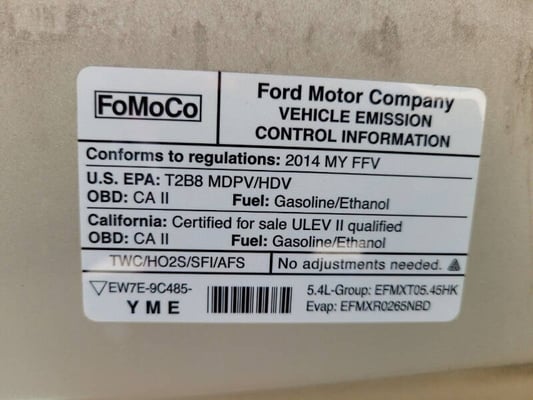 FoMoCo
Ford Motor Company
VEHICLE EMISSION
CONTROL INFORMATION
Conforms to regulations: 2014 MY FFV
U.S. EPA: T2B8 MDPV/HDV
OBD: CA II Fuel: Gasoline/Ethanol
California: Certified for sale ULEV II qualified
OBD: CA II Fuel: Gasoline/Ethanol
TWC/HO2S/SFI/AFS No adjustments needed.
EW7E-9C485- 5.4L-Group: EFMXT05.45HK
YME Evap: EFMXR0265NBD